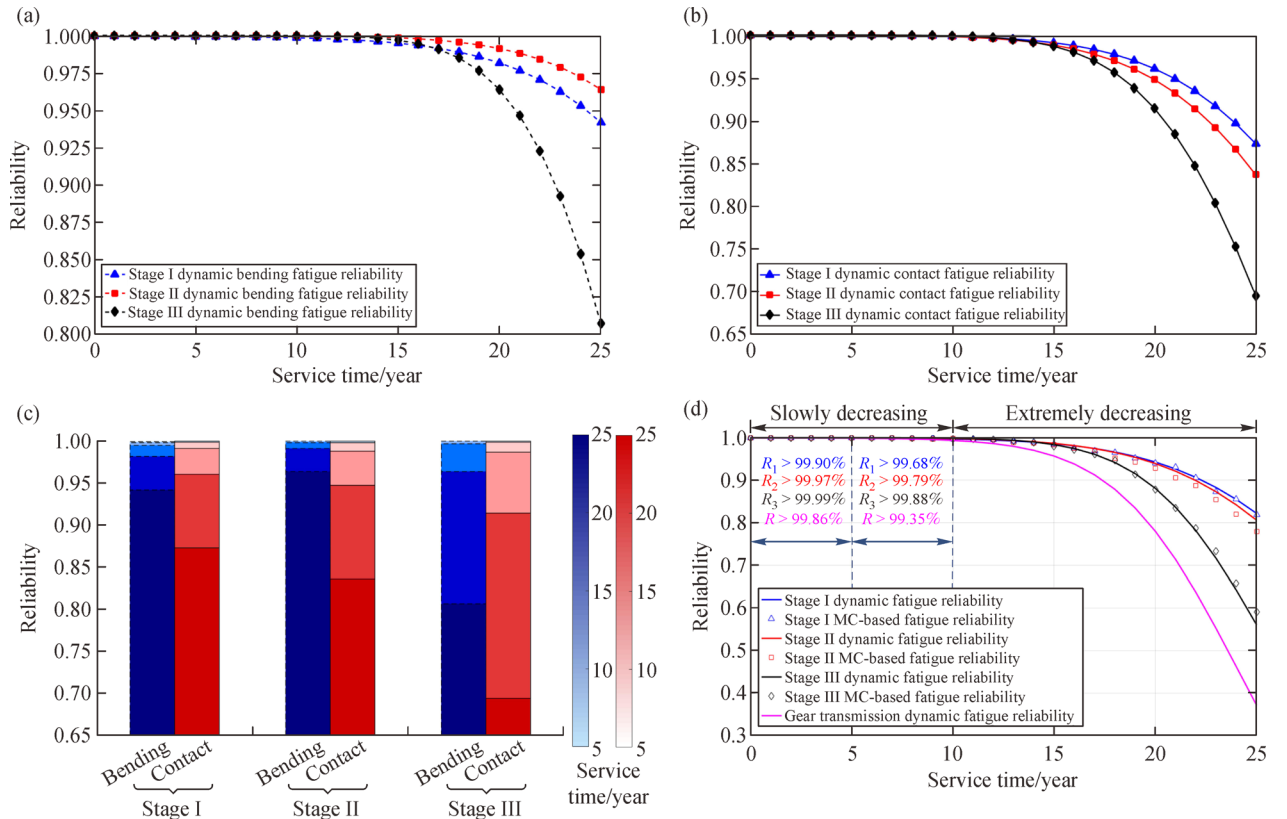 (a)
Reliability
1.000
0.975
0.950
0.925
0.900
0.875
0.850
0.825
0.800
Stage I dynamic bending fatigue reliability
Stage II dynamic bending fatigue reliability
Stage III dynamic bending fatigue reliability
0 5 10 15 20 25
Service time/year
(b)
Reliability
1.00
0.95
0.90
0.85
0.80
0.75
0.70
0.65
Stage I dynamic contact fatigue reliability
Stage II dynamic contact fatigue reliability
Stage III dynamic contact fatigue reliability
0 5 10 15 20 25
Service time/year
(c)
Reliability
1.00
0.95
0.90
0.85
0.80
0.75
0.70
0.65
Bending Contact Bending Contact Bending Contact
Stage I Stage II Stage III
25 25
20 20
15 15
10 10
5 5
Service
time/year
(d)
Slowly decreasing Extremely decreasing
Reliability
1.0
0.9
0.8
0.7
0.6
0.5
0.4
0.3
R1 > 99.90% R1 > 99.68%
R2 > 99.97% R2 > 99.79%
R3 > 99.99% R3 > 99.88%
R > 99.86% R > 99.35%
Stage I dynamic fatigue reliability
Stage I MC-based fatigue reliability
Stage II dynamic fatigue reliability
Stage II MC-based fatigue reliability
Stage III dynamic fatigue reliability
Stage III MC-based fatigue reliability
Gear transmission dynamic fatigue reliability
0 5 10 15 20 25
Service time/year